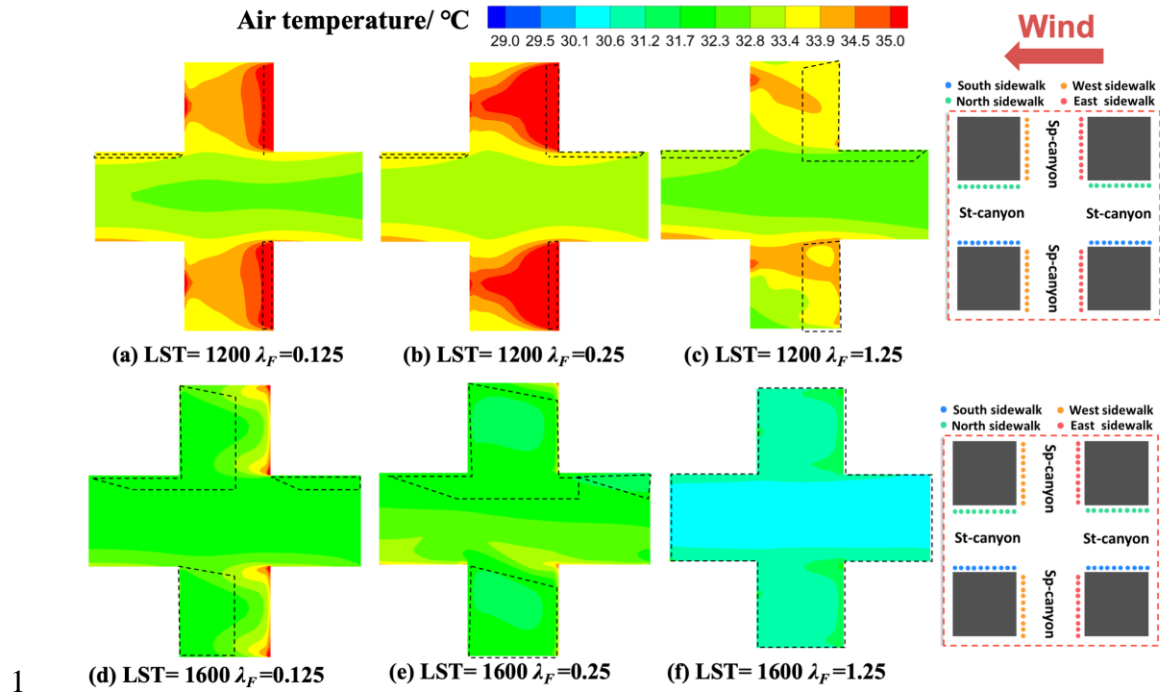 Air temperature/ °C
29.0 29.5 30.1 30.6 31.2 31.7 32.3 32.8 33.4 33.9 34.5 35.0
Wind
South sidewalk West sidewalk
North sidewalk East sidewalk
Sp-canyon
St-canyon St-canyon
Sp-canyon
(a) LST= 1200 λF=0.125 (b) LST= 1200 λF=0.25 (c) LST= 1200 λF=1.25
South sidewalk West sidewalk
North sidewalk East sidewalk
Sp-canyon
St-canyon St-canyon
Sp-canyon
1 (d) LST= 1600 λF=0.125 (e) LST= 1600 λF=0.25 (f) LST= 1600 λF=1.25